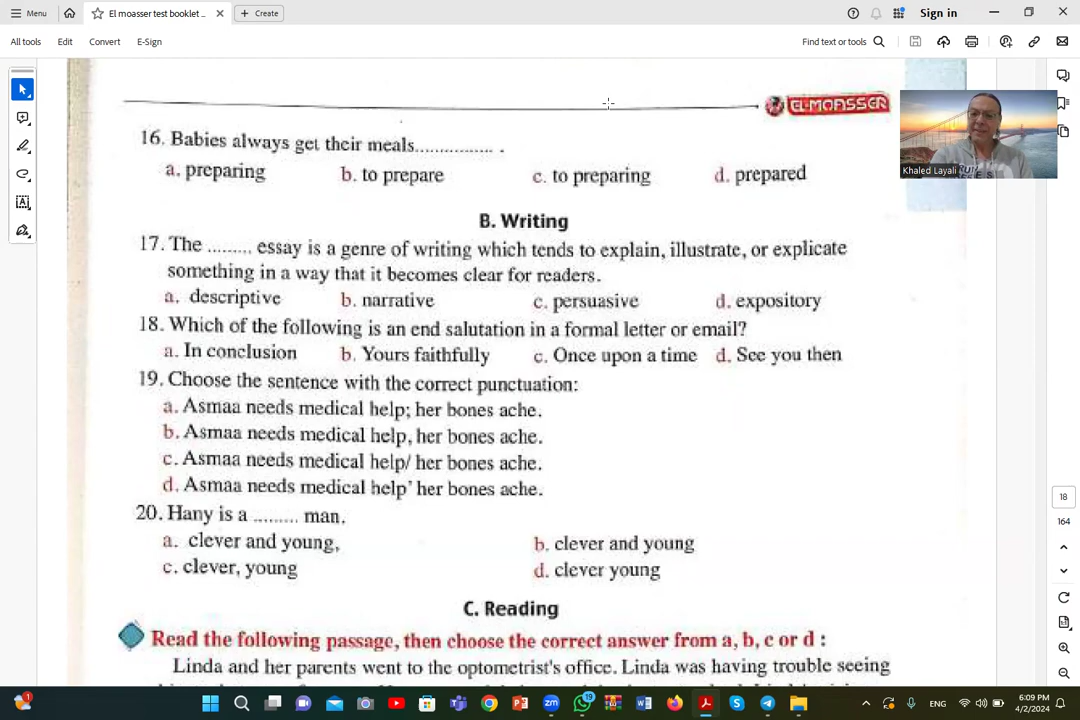 Menu
El moasser test booklet ...
Create
Sign in
All tools
Edit
Convert
E-Sign
Find text or tools
EL-MOASSER
Khaled Layali
16. Babies always get their meals............... .
a. preparing b. to prepare c. to preparing d. prepared
B. Writing
17. The ......... essay is a genre of writing which tends to explain, illustrate, or explicate
something in a way that it becomes clear for readers.
a. descriptive b. narrative c. persuasive d. expository
18. Which of the following is an end salutation in a formal letter or email?
a. In conclusion b. Yours faithfully c. Once upon a time d. See you then
19. Choose the sentence with the correct punctuation:
a. Asmaa needs medical help; her bones ache.
b. Asmaa needs medical help, her bones ache.
c. Asmaa needs medical help/ her bones ache.
d. Asmaa needs medical help' her bones ache.
20. Hany is a ......... man.
a. clever and young, b. clever and young
c. clever, young d. clever young
C. Reading
Read the following passage, then choose the correct answer from a, b, c or d :
Linda and her parents went to the optometrist's office. Linda was having trouble seeing
18
164
1
19
ENG
6:09 PM
4/2/2024